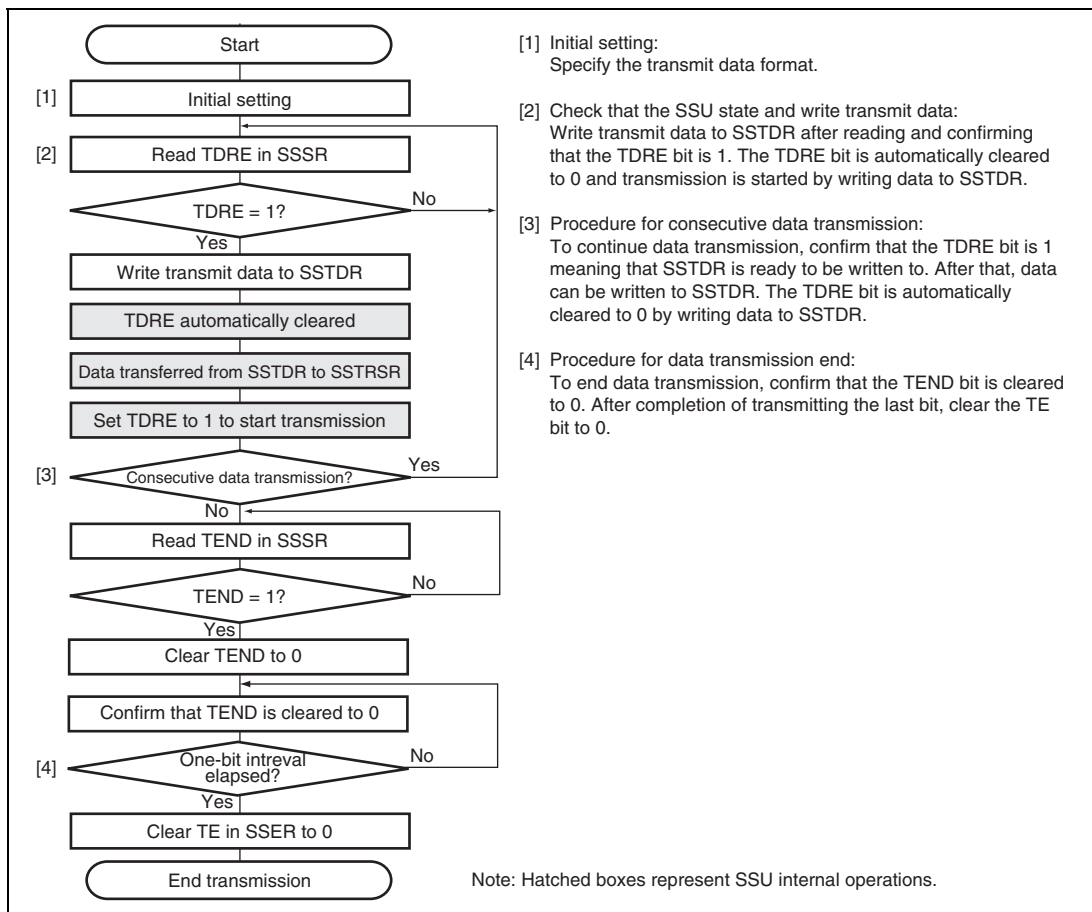 Start
[1] Initial setting
[2] Read TDRE in SSSR
TDRE = 1?
No
Yes
Write transmit data to SSTDR
TDRE automatically cleared
Data transferred from SSTDR to SSTRSR
Set TDRE to 1 to start transmission
[3] Consecutive data transmission?
Yes
No
Read TEND in SSSR
TEND = 1?
No
Yes
Clear TEND to 0
Confirm that TEND is cleared to 0
[4] One-bit intreval
elapsed?
No
Yes
Clear TE in SSER to 0
End transmission
[1] Initial setting:
Specify the transmit data format.
[2] Check that the SSU state and write transmit data:
Write transmit data to SSTDR after reading and confirming
that the TDRE bit is 1. The TDRE bit is automatically cleared
to 0 and transmission is started by writing data to SSTDR.
[3] Procedure for consecutive data transmission:
To continue data transmission, confirm that the TDRE bit is 1
meaning that SSTDR is ready to be written to. After that, data
can be written to SSTDR. The TDRE bit is automatically
cleared to 0 by writing data to SSTDR.
[4] Procedure for data transmission end:
To end data transmission, confirm that the TEND bit is cleared
to 0. After completion of transmitting the last bit, clear the TE
bit to 0.
Note: Hatched boxes represent SSU internal operations.